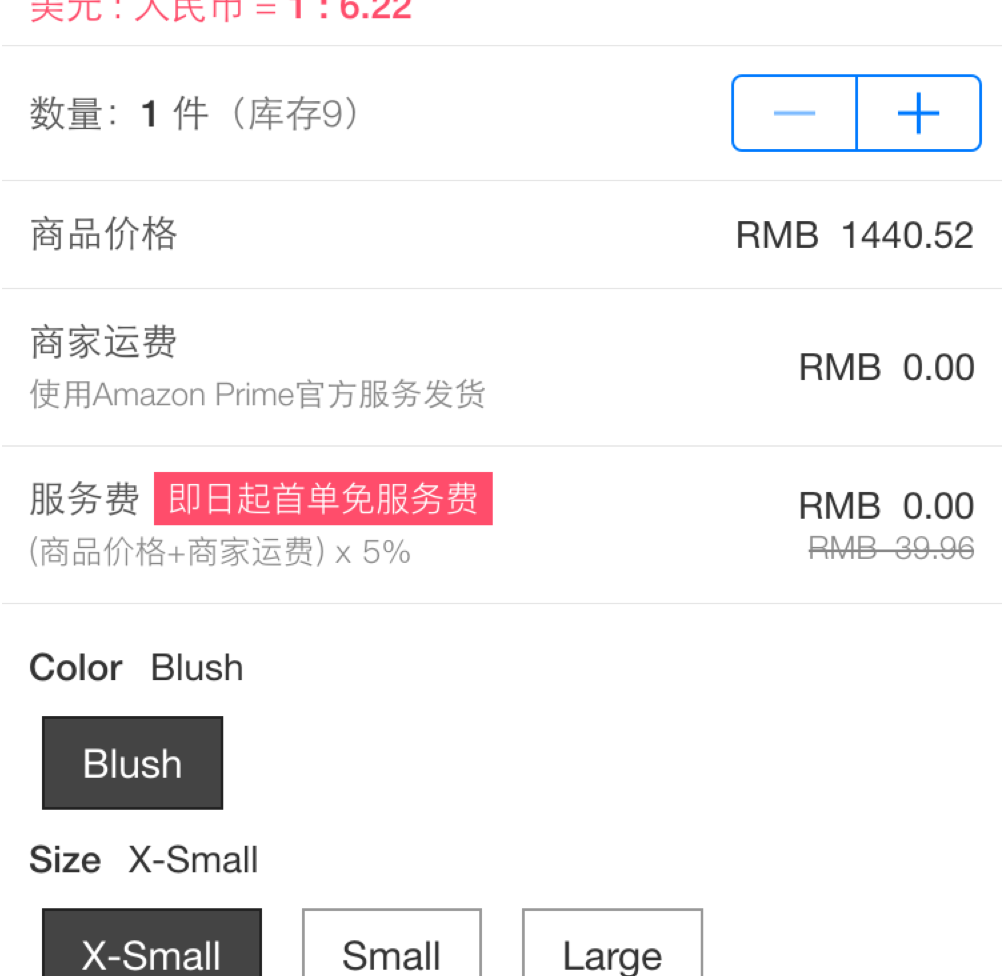 美元 : 人民币 = 1 : 6.22
数量： 1 件（库存9）
商品价格
RMB 1440.52
商家运费
使用Amazon Prime官方服务发货
RMB 0.00
服务费 即日起首单免服务费
(商品价格+商家运费) x 5%
RMB 0.00
RMB 39.96
Color Blush
Blush
Size X-Small
X-Small
Small
Large